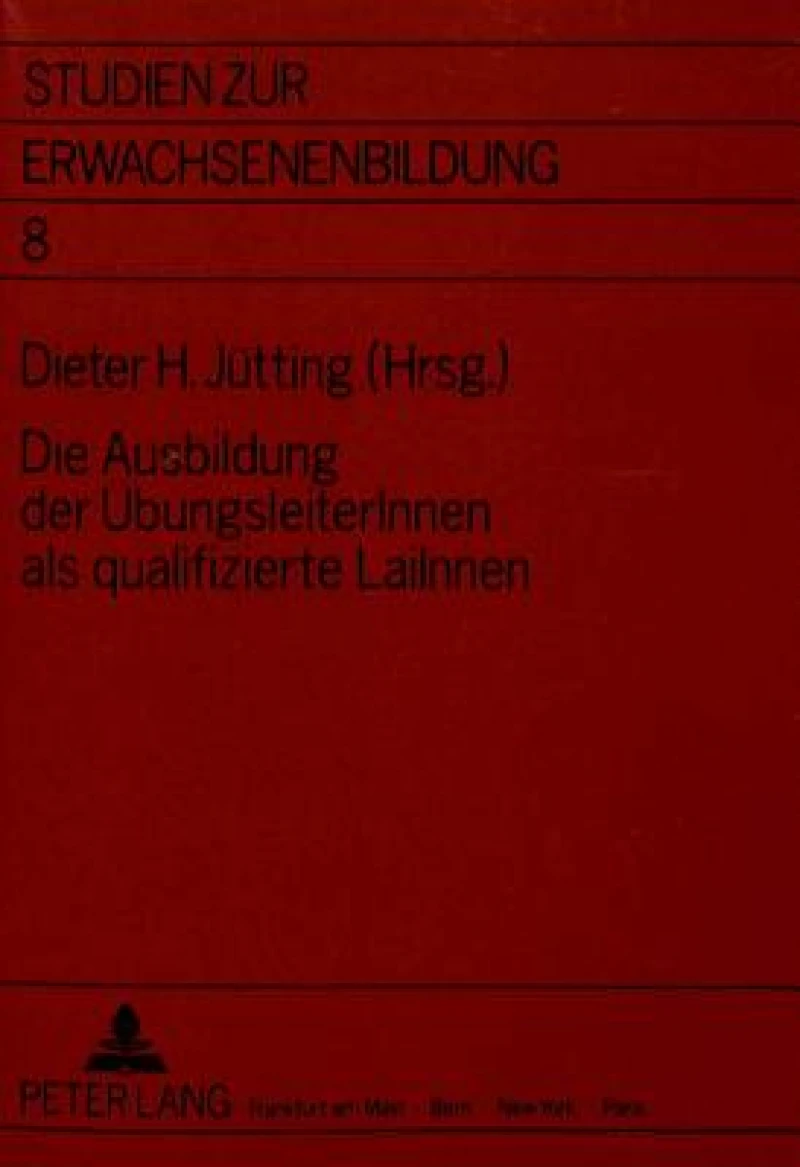 STUDIEN ZUR
ERWACHSENENBILDUNG
8
Dieter H. Jütting (Hrsg.)
Die Ausbildung
der ÜbungsleiterInnen
als qualifizierte LaiInnen
PETER LANG Frankfurt am Main · Bern · New York · Paris